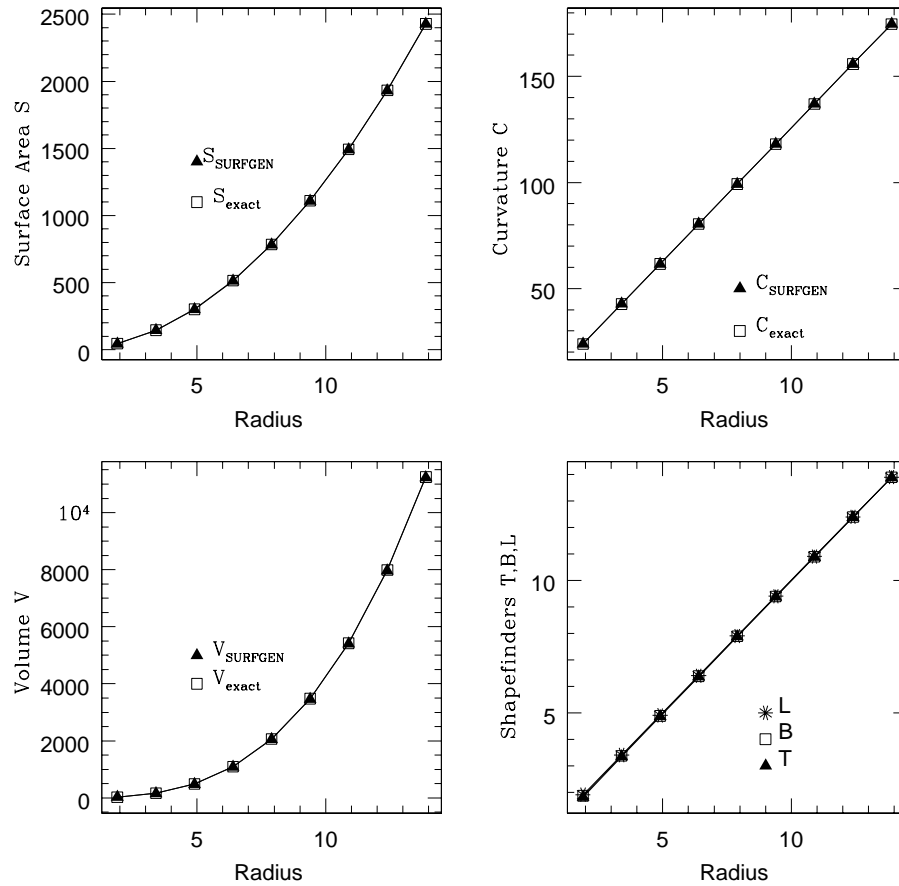 2500
2000
1500
1000
500
0
Surface Area S
S_SURFGEN
S_exact
5 10
Radius
150
100
50
Curvature C
C_SURFGEN
C_exact
5 10
Radius
10⁴
8000
6000
4000
2000
0
Volume V
V_SURFGEN
V_exact
5 10
Radius
10
5
Shapefinders T,B,L
L
B
T
5 10
Radius